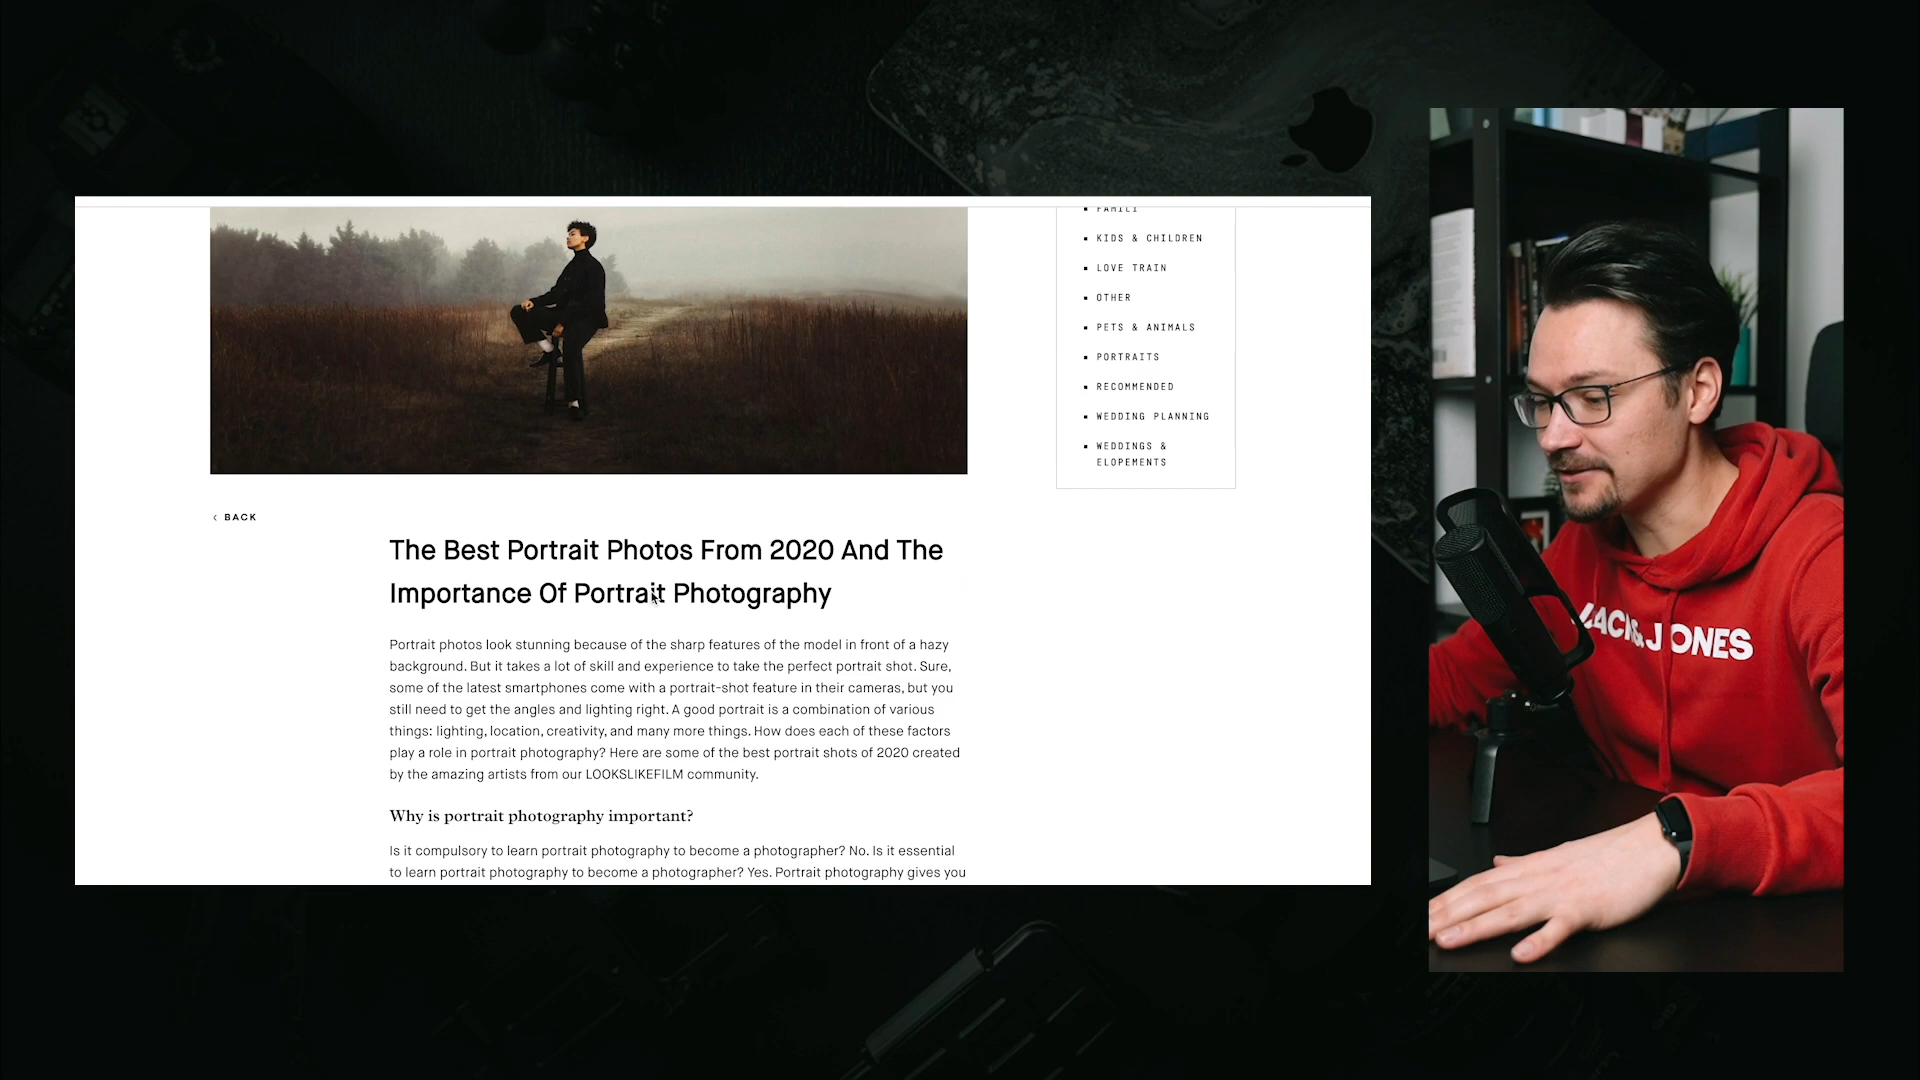 FAMILY
▪ KIDS & CHILDREN
▪ LOVE TRAIN
▪ OTHER
▪ PETS & ANIMALS
▪ PORTRAITS
▪ RECOMMENDED
▪ WEDDING PLANNING
▪ WEDDINGS &
ELOPEMENTS
‹ BACK
The Best Portrait Photos From 2020 And The
Importance Of Portrait Photography
Portrait photos look stunning because of the sharp features of the model in front of a hazy
background. But it takes a lot of skill and experience to take the perfect portrait shot. Sure,
some of the latest smartphones come with a portrait-shot feature in their cameras, but you
still need to get the angles and lighting right. A good portrait is a combination of various
things: lighting, location, creativity, and many more things. How does each of these factors
play a role in portrait photography? Here are some of the best portrait shots of 2020 created
by the amazing artists from our LOOKSLIKEFILM community.
Why is portrait photography important?
Is it compulsory to learn portrait photography to become a photographer? No. Is it essential
to learn portrait photography to become a photographer? Yes. Portrait photography gives you
JACK & JONES